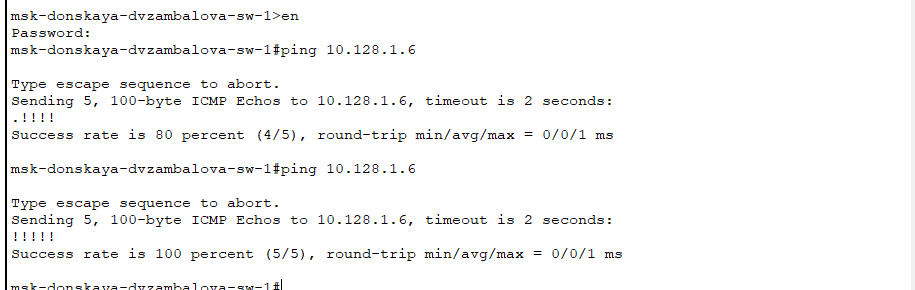 msk-donskaya-dvzambalova-sw-1>en
Password:
msk-donskaya-dvzambalova-sw-1#ping 10.128.1.6
Type escape sequence to abort.
Sending 5, 100-byte ICMP Echos to 10.128.1.6, timeout is 2 seconds:
.!!!!
Success rate is 80 percent (4/5), round-trip min/avg/max = 0/0/1 ms
msk-donskaya-dvzambalova-sw-1#ping 10.128.1.6
Type escape sequence to abort.
Sending 5, 100-byte ICMP Echos to 10.128.1.6, timeout is 2 seconds:
!!!!!
Success rate is 100 percent (5/5), round-trip min/avg/max = 0/0/1 ms
msk-donskaya-dvzambalova-sw-1#